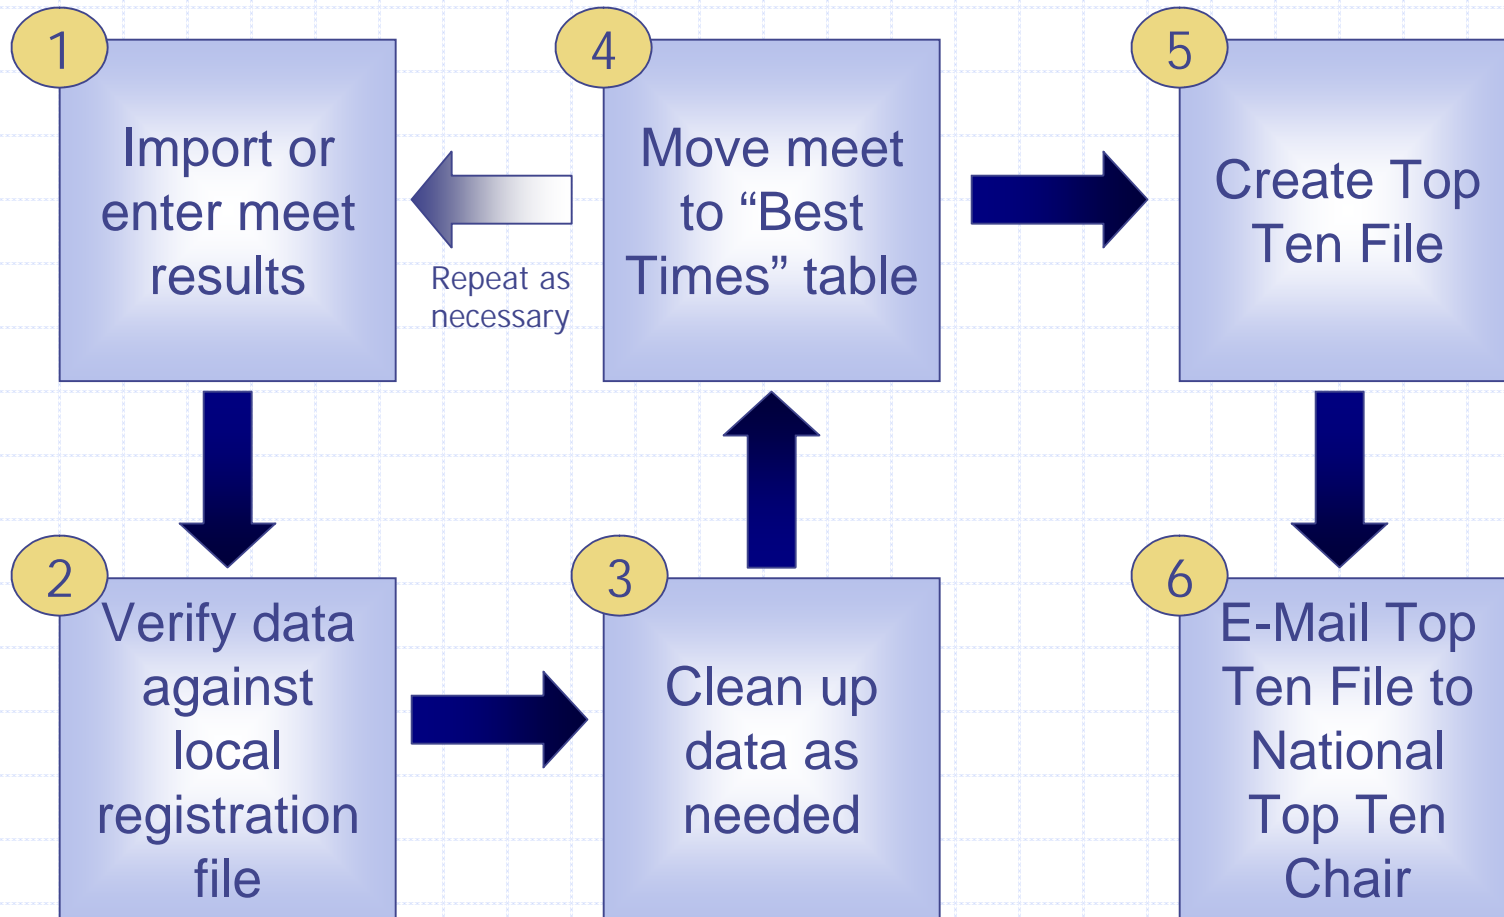 1
Import or
enter meet
results
2
Verify data
against
local
registration
file
3
Clean up
data as
needed
4
Move meet
to “Best
Times” table
Repeat as
necessary
5
Create Top
Ten File
6
E-Mail Top
Ten File to
National
Top Ten
Chair